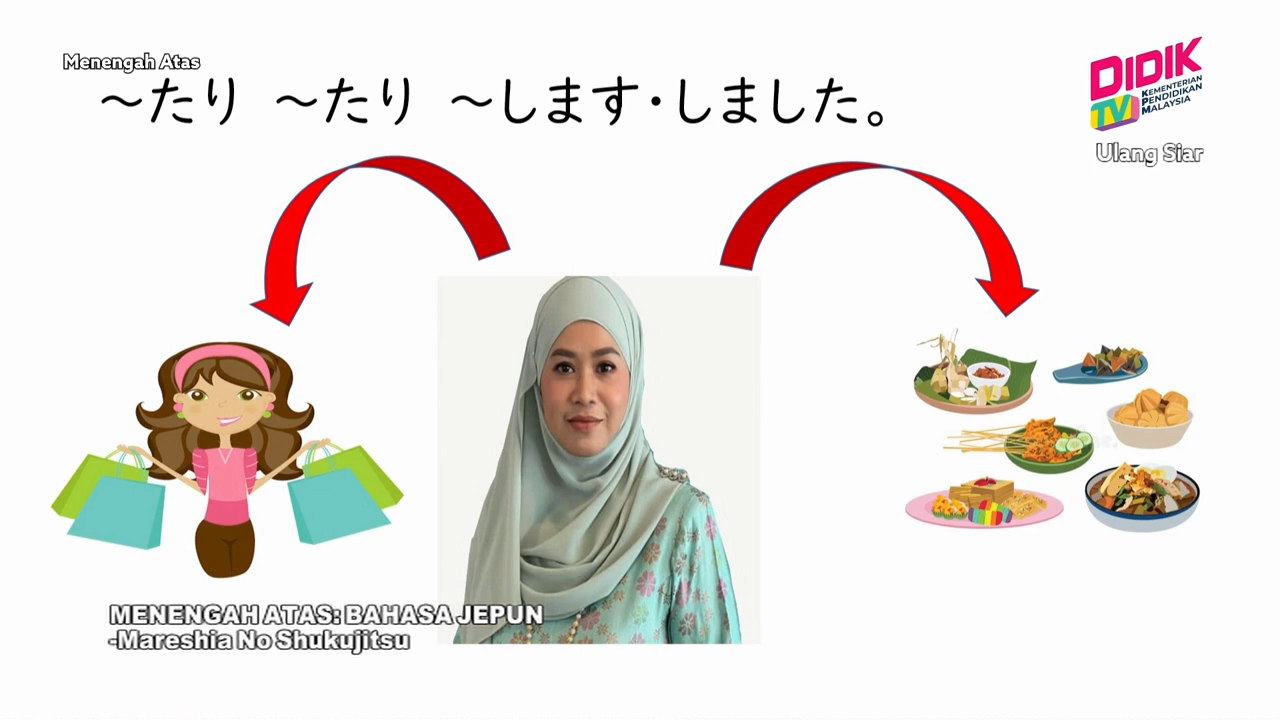 Menengah Atas
～たり ～たり ～します・しました。
DIDIK
TV
KEMENTERIAN
PENDIDIKAN
MALAYSIA
Ulang Siar
MENENGAH ATAS: BAHASA JEPUN
-Mareshia No Shukujitsu